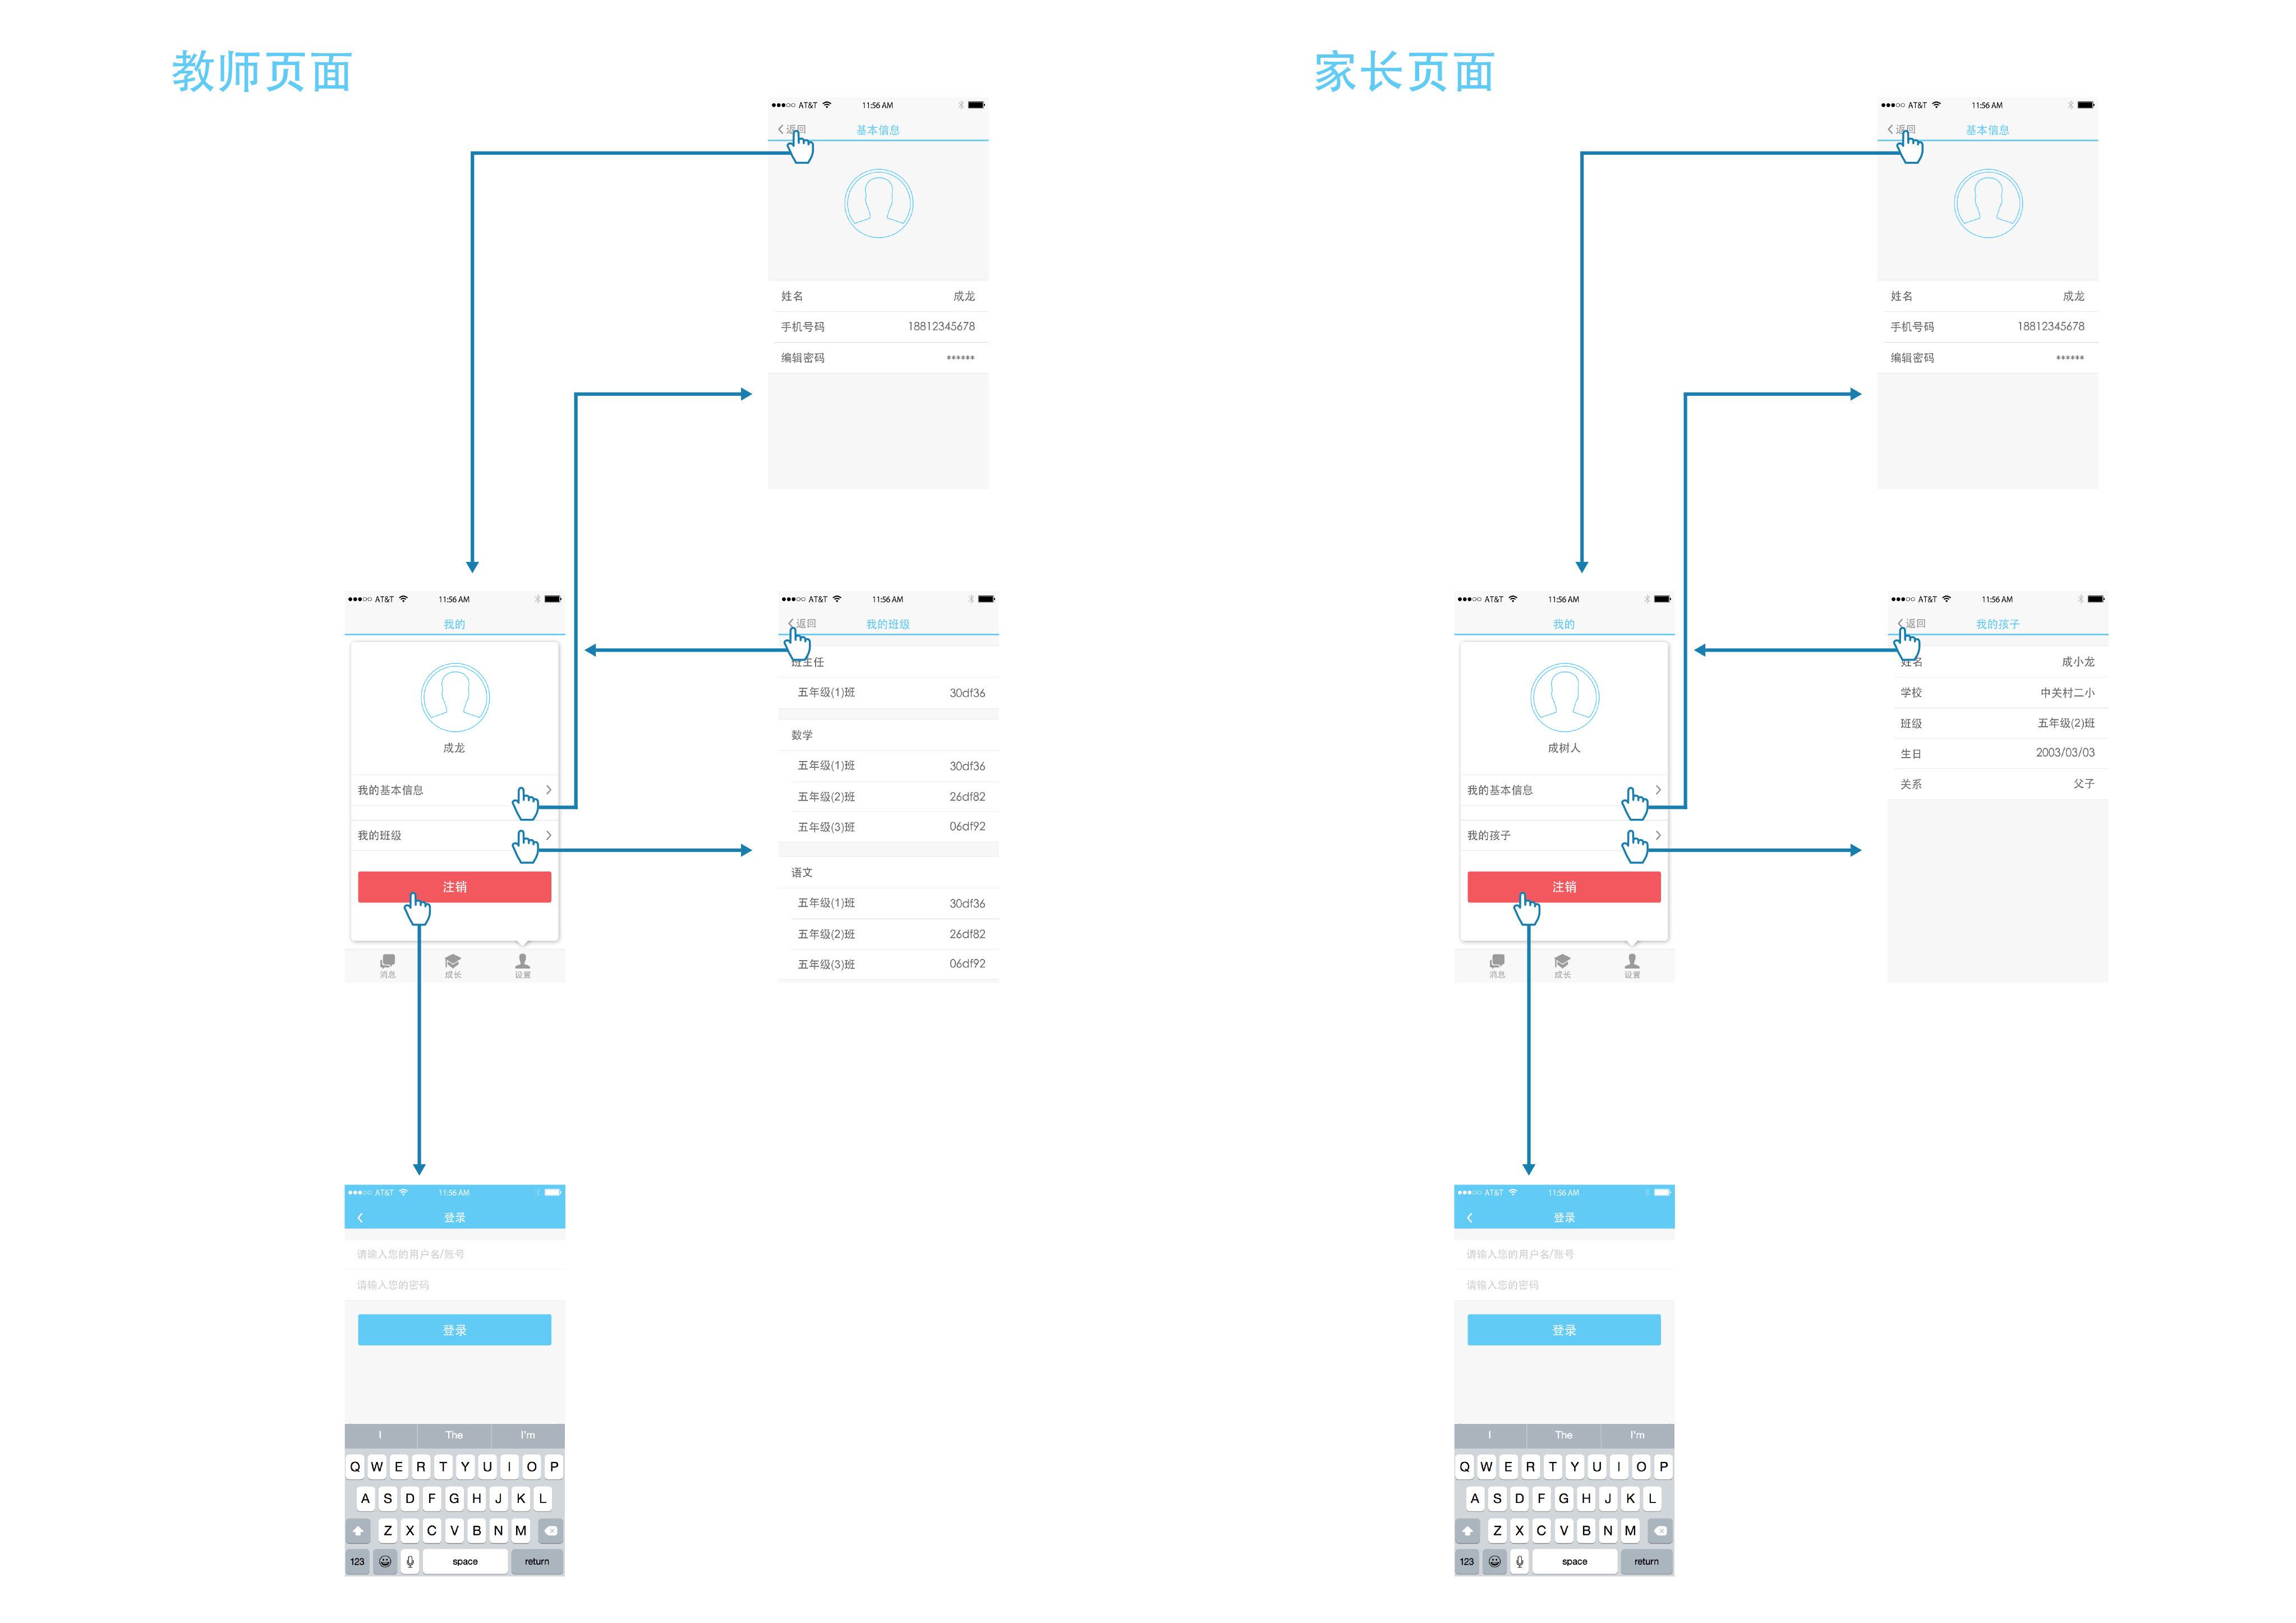 教师页面
AT&T 11:56 AM
返回 基本信息
姓名 成龙
手机号码 18812345678
编辑密码 ******
AT&T 11:56 AM
我的
成龙
我的基本信息
我的班级
注销
消息 成长 设置
AT&T 11:56 AM
返回 我的班级
班主任
五年级(1)班 30df36
数学
五年级(1)班 30df36
五年级(2)班 26df82
五年级(3)班 06df92
语文
五年级(1)班 30df36
五年级(2)班 26df82
五年级(3)班 06df92
AT&T 11:56 AM
登录
请输入您的用户名/账号
请输入您的密码
登录
I The I'm
Q W E R T Y U I O P
A S D F G H J K L
Z X C V B N M
123 space return
家长页面
AT&T 11:56 AM
返回 基本信息
姓名 成龙
手机号码 18812345678
编辑密码 ******
AT&T 11:56 AM
我的
成树人
我的基本信息
我的孩子
注销
消息 成长 设置
AT&T 11:56 AM
返回 我的孩子
姓名 成小龙
学校 中关村二小
班级 五年级(2)班
生日 2003/03/03
关系 父子
AT&T 11:56 AM
登录
请输入您的用户名/账号
请输入您的密码
登录
I The I'm
Q W E R T Y U I O P
A S D F G H J K L
Z X C V B N M
123 space return